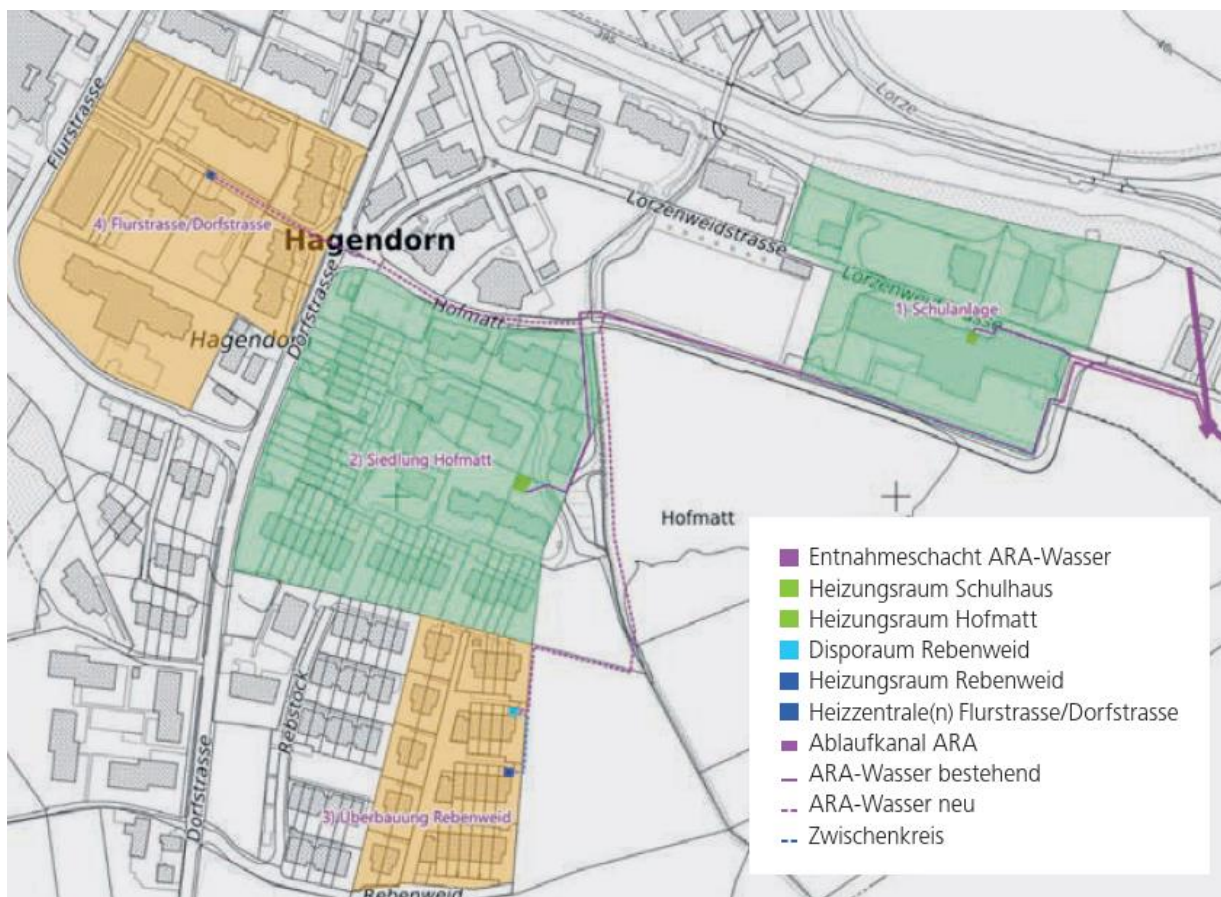 395
Lorze
40
Flurstrasse
4) Flurstrasse/Dorfstrasse
Hagendorn
Lorzenweidstrasse
Hofmatt
1) Schulanlage
Hagendorn
Dorfstrasse
2) Siedlung Hofmatt
Hofmatt
Rebstock
Dorfstrasse
3) Überbauung Rebenweid
Rebenweid
Entnahmeschacht ARA-Wasser
Heizungsraum Schulhaus
Heizungsraum Hofmatt
Disporaum Rebenweid
Heizungsraum Rebenweid
Heizzentrale(n) Flurstrasse/Dorfstrasse
Ablaufkanal ARA
ARA-Wasser bestehend
ARA-Wasser neu
Zwischenkreis